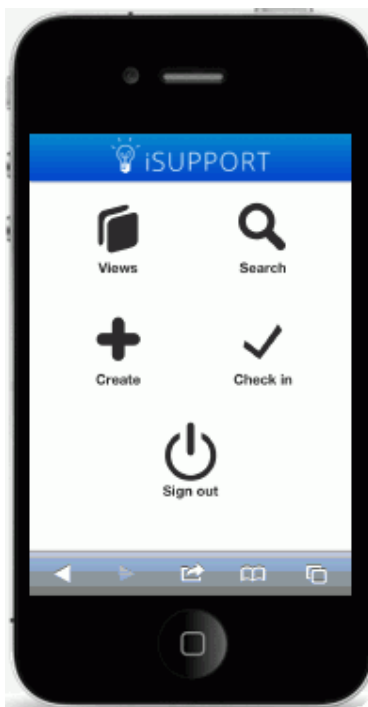 iSUPPORT
Views
Search
Create
Check in
Sign out